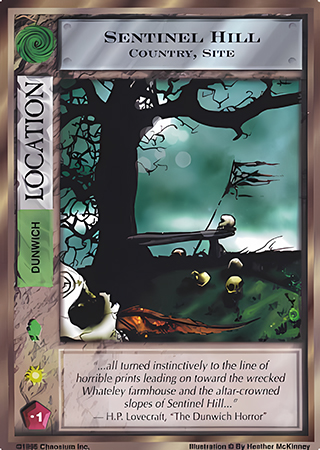 SENTINEL HILL
COUNTRY, SITE
LOCATION
DUNWICH
"...all turned instinctively to the line of
horrible prints leading on toward the wrecked
Whateley farmhouse and the altar-crowned
slopes of Sentinel Hill..."
— H.P. Lovecraft, "The Dunwich Horror"
-1
©1996 Chaosium Inc.
Illustration © By Heather McKinney